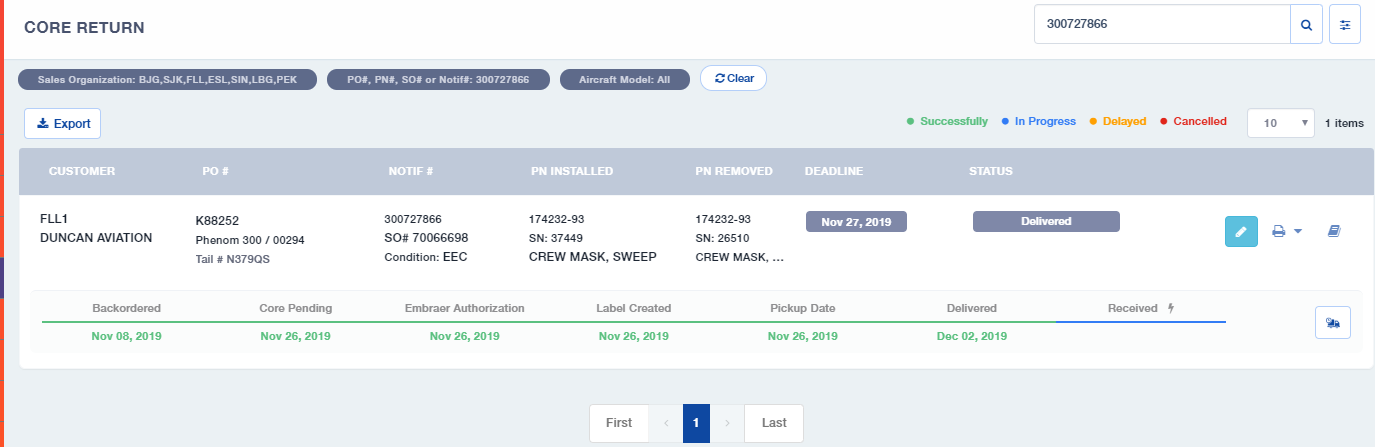 CORE RETURN
300727866
Sales Organization: BJG,SJK,FLL,ESL,SIN,LBG,PEK
PO#, PN#, SO# or Notif#: 300727866
Aircraft Model: All
Clear
Export
Successfully
In Progress
Delayed
Cancelled
10
1 items
CUSTOMER
PO #
NOTIF #
PN INSTALLED
PN REMOVED
DEADLINE
STATUS
FLL1
DUNCAN AVIATION
K88252
Phenom 300 / 00294
Tail # N379QS
300727866
SO# 70066698
Condition: EEC
174232-93
SN: 37449
CREW MASK, SWEEP
174232-93
SN: 26510
CREW MASK, ...
Nov 27, 2019
Delivered
Backordered
Core Pending
Embraer Authorization
Label Created
Pickup Date
Delivered
Received
Nov 08, 2019
Nov 26, 2019
Nov 26, 2019
Nov 26, 2019
Nov 26, 2019
Dec 02, 2019
First
‹
1
›
Last